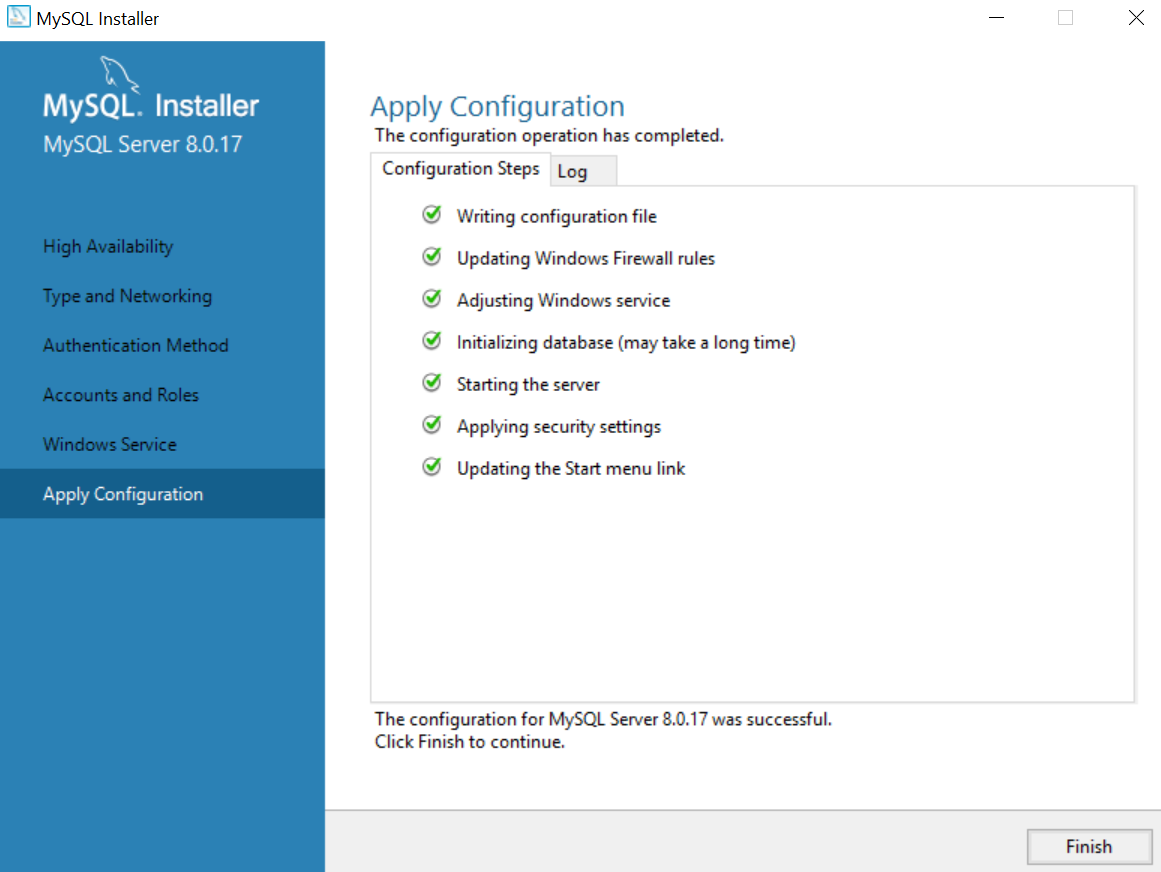 MySQL Installer
MySQL. Installer
MySQL Server 8.0.17
High Availability
Type and Networking
Authentication Method
Accounts and Roles
Windows Service
Apply Configuration
Apply Configuration
The configuration operation has completed.
Configuration Steps
Log
Writing configuration file
Updating Windows Firewall rules
Adjusting Windows service
Initializing database (may take a long time)
Starting the server
Applying security settings
Updating the Start menu link
The configuration for MySQL Server 8.0.17 was successful.
Click Finish to continue.
Finish